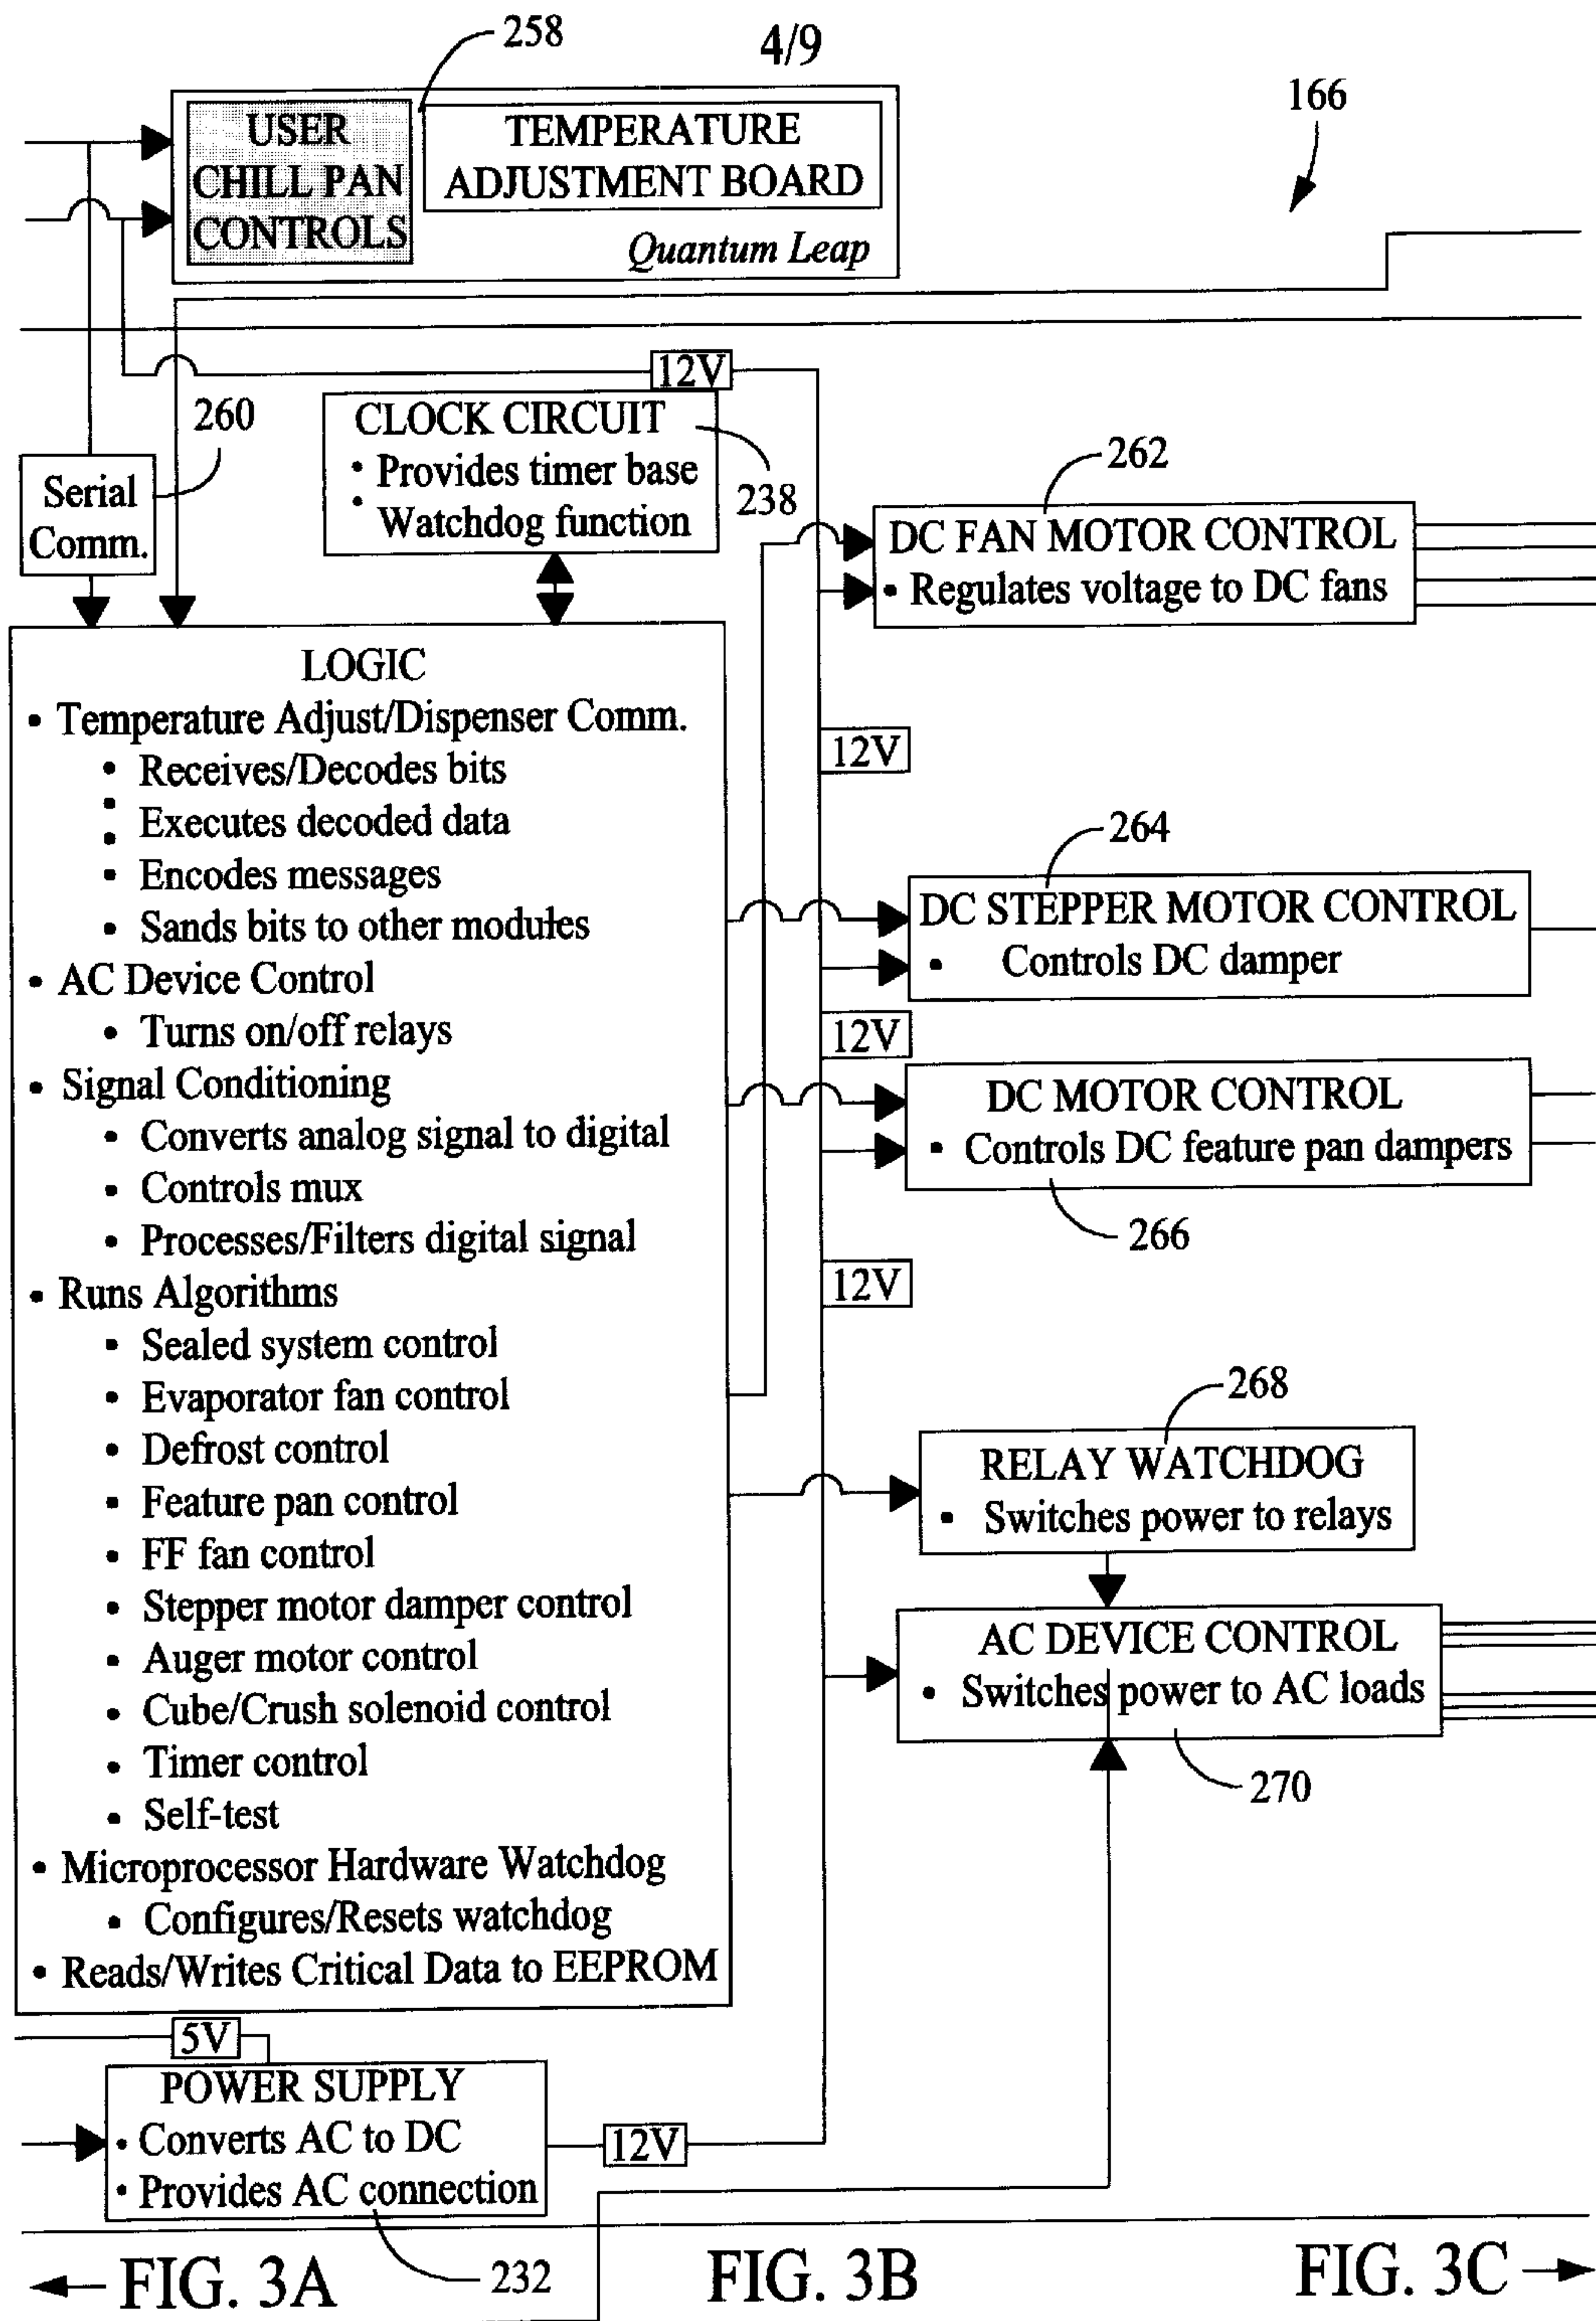 4/9
258
166
USER
CHILL PAN
CONTROLS
TEMPERATURE
ADJUSTMENT BOARD
Quantum Leap
12V
260
Serial
Comm.
CLOCK CIRCUIT
• Provides timer base
• Watchdog function
238
262
DC FAN MOTOR CONTROL
• Regulates voltage to DC fans
LOGIC
• Temperature Adjust/Dispenser Comm.
• Receives/Decodes bits
•
• Executes decoded data
• Encodes messages
• Sands bits to other modules
• AC Device Control
• Turns on/off relays
• Signal Conditioning
• Converts analog signal to digital
• Controls mux
• Processes/Filters digital signal
• Runs Algorithms
• Sealed system control
• Evaporator fan control
• Defrost control
• Feature pan control
• FF fan control
• Stepper motor damper control
• Auger motor control
• Cube/Crush solenoid control
• Timer control
• Self-test
• Microprocessor Hardware Watchdog
• Configures/Resets watchdog
• Reads/Writes Critical Data to EEPROM
12V
264
DC STEPPER MOTOR CONTROL
• Controls DC damper
12V
DC MOTOR CONTROL
• Controls DC feature pan dampers
266
12V
268
RELAY WATCHDOG
• Switches power to relays
AC DEVICE CONTROL
• Switches power to AC loads
270
5V
POWER SUPPLY
• Converts AC to DC
• Provides AC connection
12V
232
FIG. 3A
FIG. 3B
FIG. 3C